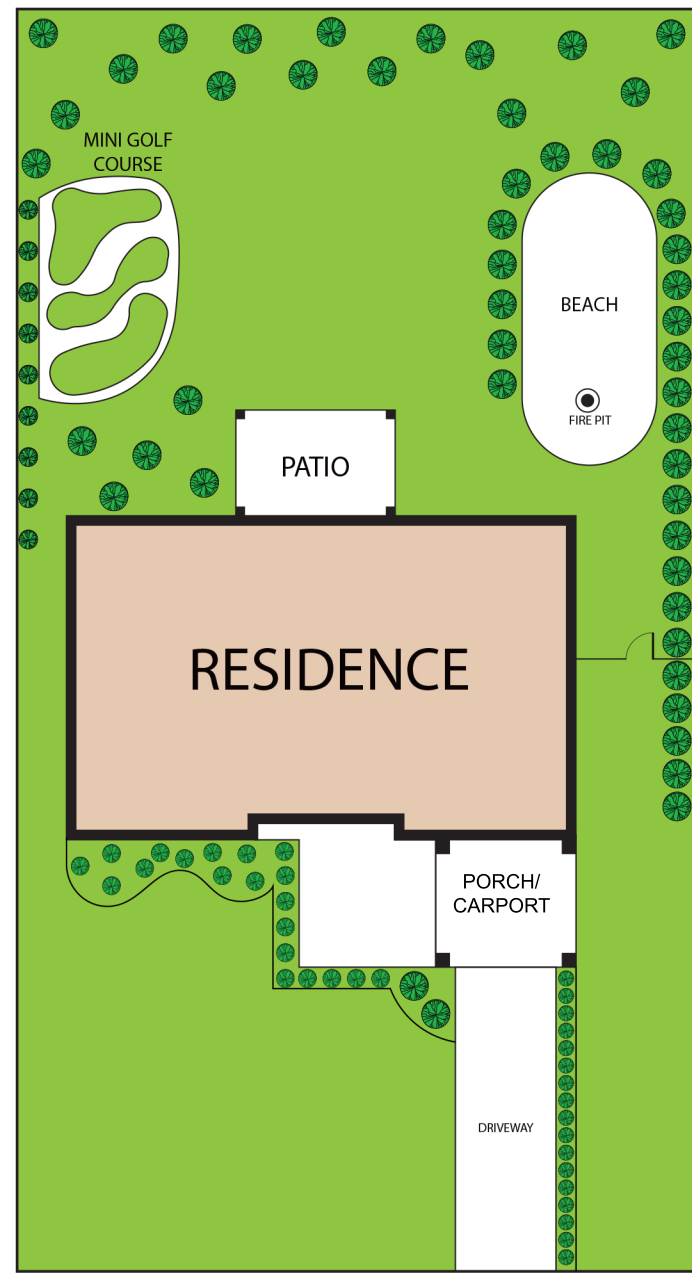 MINI GOLF
COURSE
BEACH
FIRE PIT
PATIO
RESIDENCE
PORCH/
CARPORT
DRIVEWAY